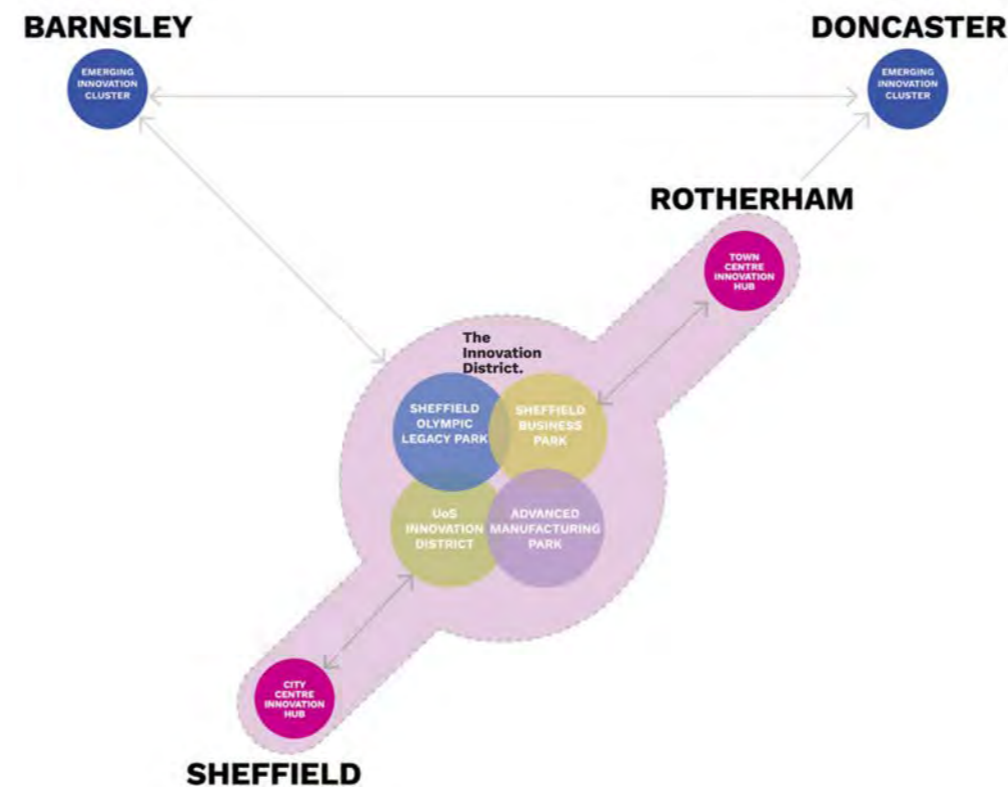 BARNSLEY
EMERGING
INNOVATION
CLUSTER
DONCASTER
EMERGING
INNOVATION
CLUSTER
ROTHERHAM
TOWN
CENTRE
INNOVATION
HUB
The
Innovation
District.
SHEFFIELD
OLYMPIC
LEGACY PARK
SHEFFIELD
BUSINESS
PARK
UoS
INNOVATION
DISTRICT
ADVANCED
MANUFACTURING
PARK
CITY
CENTRE
INNOVATION
HUB
SHEFFIELD